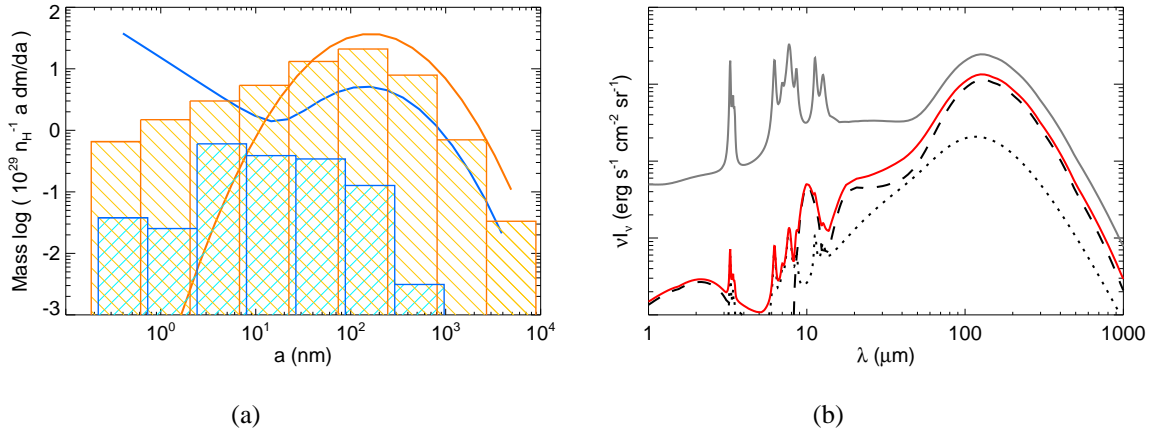 Mass log ( 10^29 n_H^-1 a dm/da )
2
1
0
-1
-2
-3
10^0
10^1
10^2
10^3
10^4
a (nm)
(a)
νI_ν (erg s^-1 cm^-2 sr^-1)
1
10
100
1000
λ (μm)
(b)